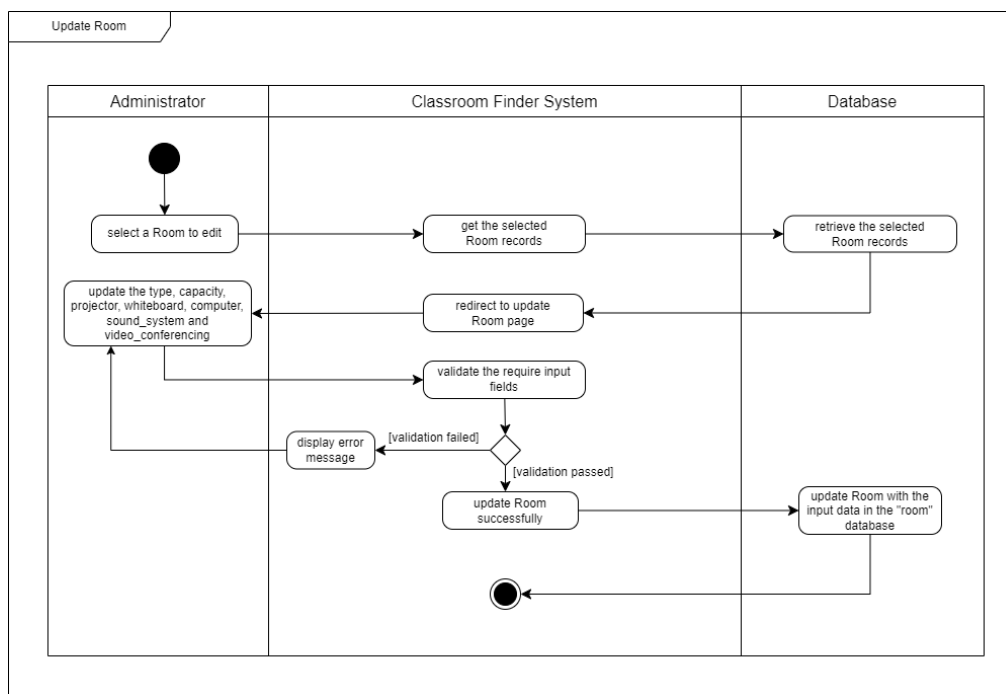 Update Room
Administrator
Classroom Finder System
Database
select a Room to edit
get the selected
Room records
retrieve the selected
Room records
update the type, capacity,
projector, whiteboard, computer,
sound_system and
video_conferencing
redirect to update
Room page
validate the require input
fields
display error
message
[validation failed]
[validation passed]
update Room
successfully
update Room with the
input data in the "room"
database